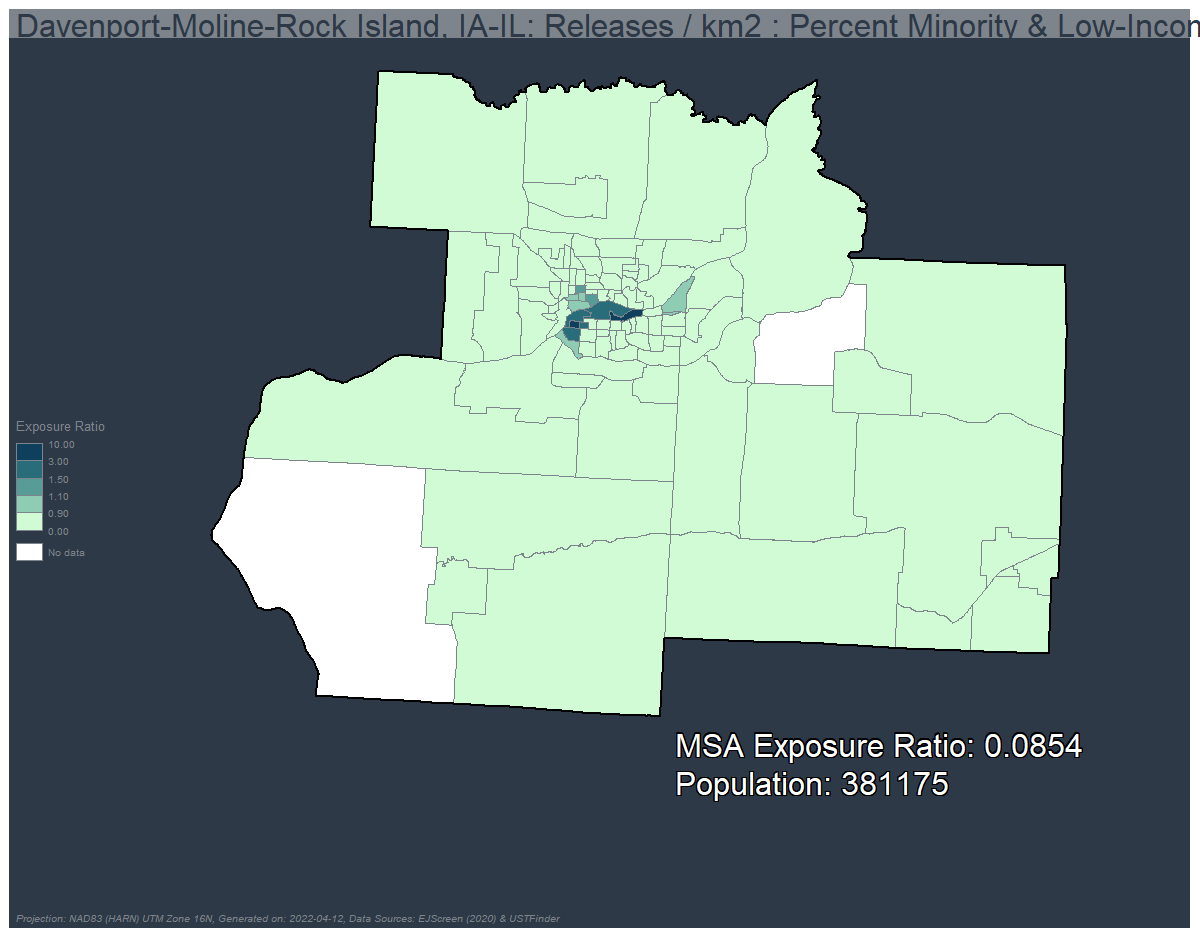 Davenport-Moline-Rock Island, IA-IL: Releases / km2 : Percent Minority & Low-Incon
Exposure Ratio
10.00
3.00
1.50
1.10
0.90
0.00
No data
MSA Exposure Ratio: 0.0854
Population: 381175
Projection: NAD83 (HARN) UTM Zone 16N, Generated on: 2022-04-12, Data Sources: EJScreen (2020) & USTFinder